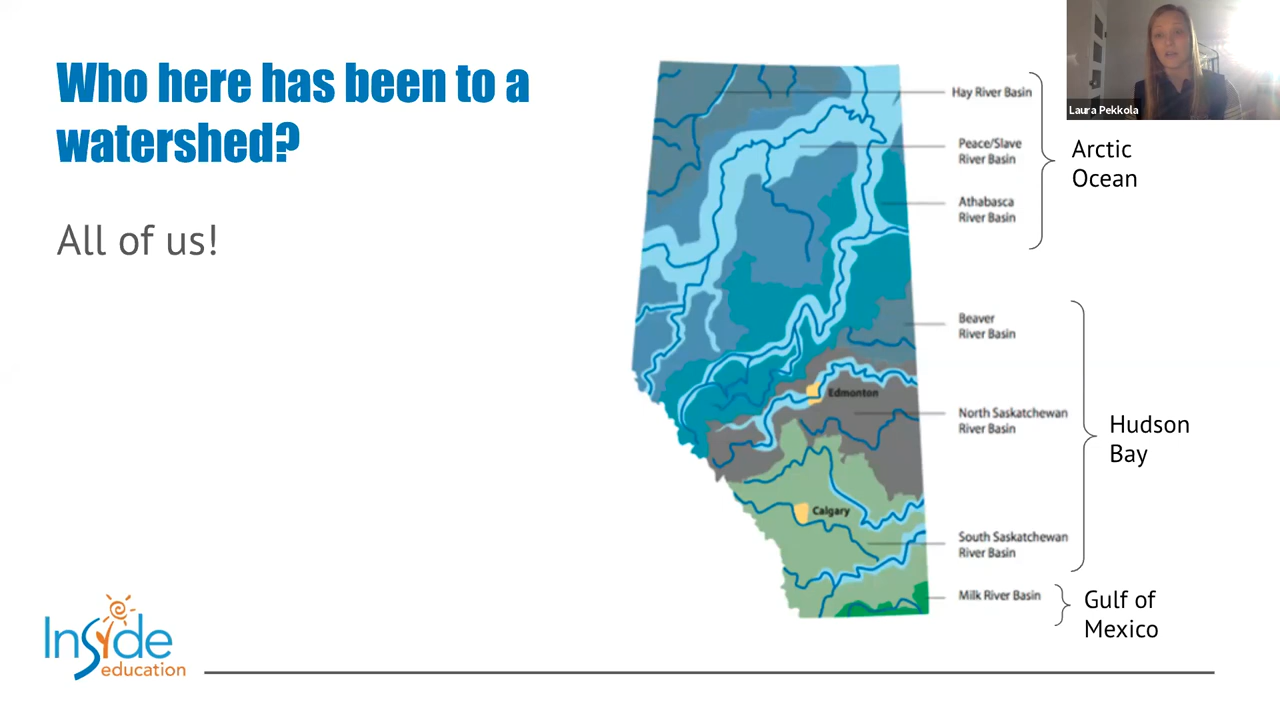 Who here has been to a
watershed?
All of us!
Hay River Basin
Peace/Slave
River Basin
Athabasca
River Basin
Arctic
Ocean
Beaver
River Basin
Edmonton
North Saskatchewan
River Basin
Calgary
South Saskatchewan
River Basin
Hudson
Bay
Milk River Basin
Gulf of
Mexico
Laura Pekkola
InSide
education